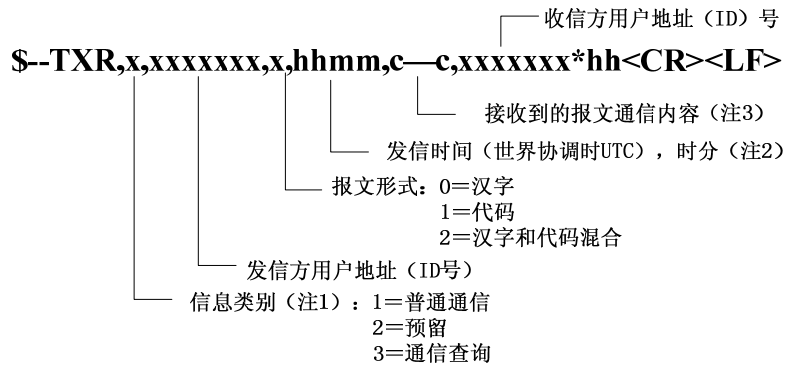 收信方用户地址（ID）号
$--TXR,x,xxxxxxx,x,hhmm,c—c,xxxxxxx*hh<CR><LF>
接收到的报文通信内容（注3）
发信时间（世界协调时UTC），时分（注2）
报文形式：0＝汉字
1＝代码
2＝汉字和代码混合
发信方用户地址（ID号）
信息类别（注1）：1＝普通通信
2＝预留
3＝通信查询